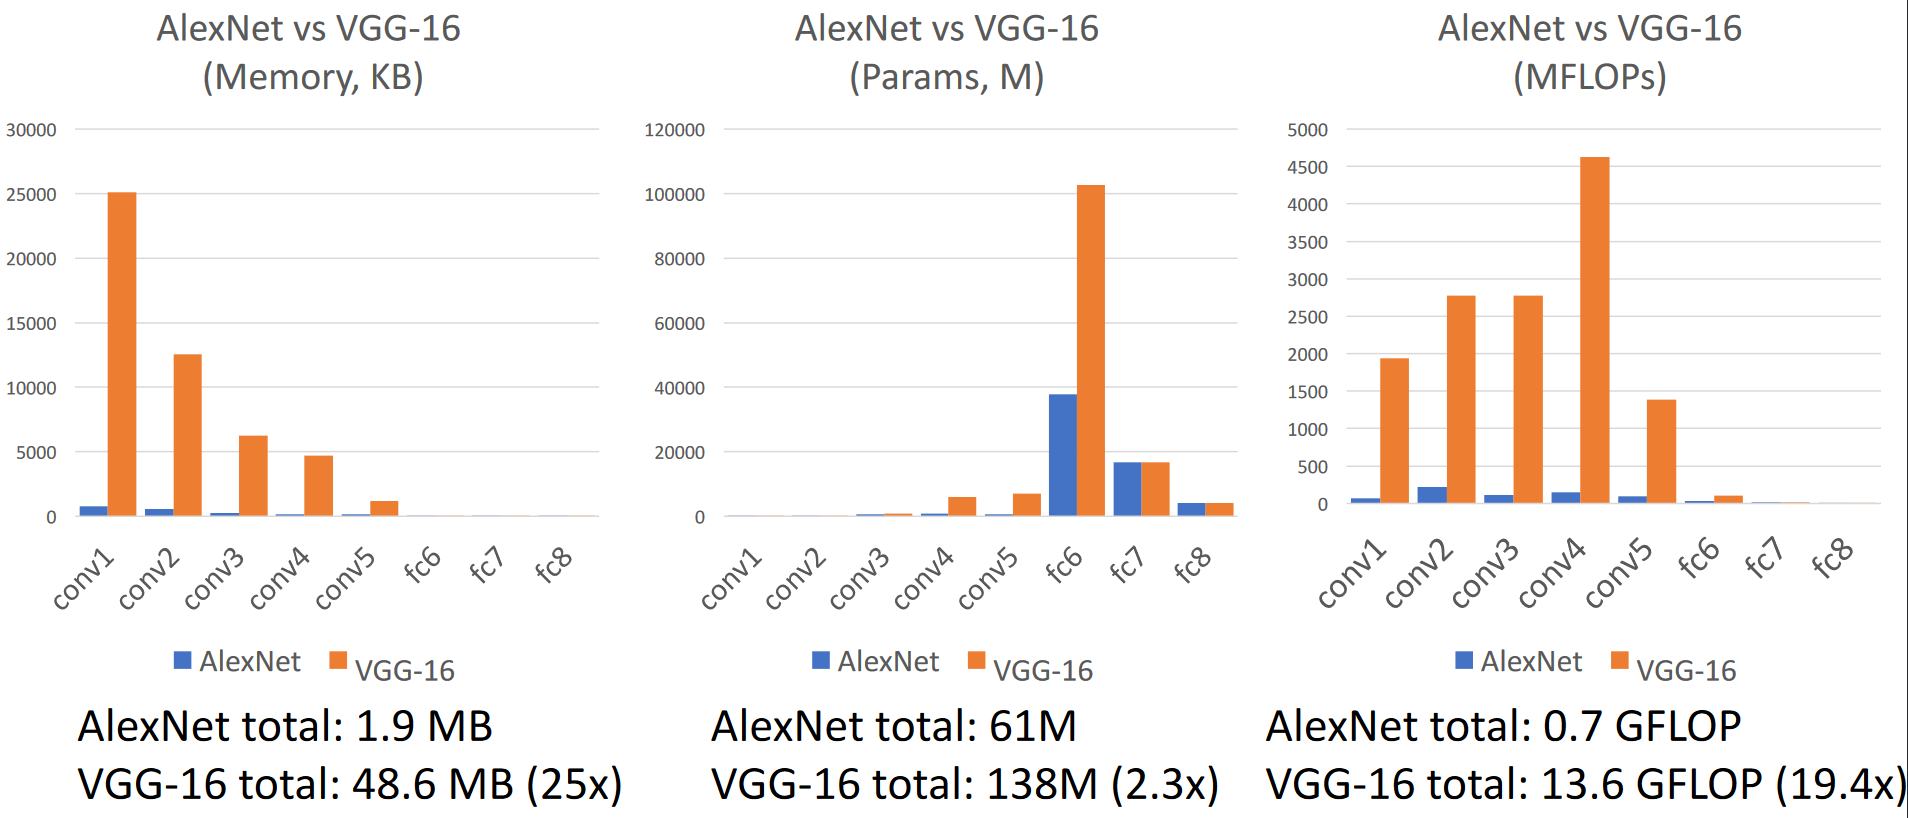 AlexNet vs VGG-16
(Memory, KB)
30000
25000
20000
15000
10000
5000
0
conv1
conv2
conv3
conv4
conv5
fc6
fc7
fc8
AlexNet
VGG-16
AlexNet total: 1.9 MB
VGG-16 total: 48.6 MB (25x)
AlexNet vs VGG-16
(Params, M)
120000
100000
80000
60000
40000
20000
0
conv1
conv2
conv3
conv4
conv5
fc6
fc7
fc8
AlexNet
VGG-16
AlexNet total: 61M
VGG-16 total: 138M (2.3x)
AlexNet vs VGG-16
(MFLOPs)
5000
4500
4000
3500
3000
2500
2000
1500
1000
500
0
conv1
conv2
conv3
conv4
conv5
fc6
fc7
fc8
AlexNet
VGG-16
AlexNet total: 0.7 GFLOP
VGG-16 total: 13.6 GFLOP (19.4x)